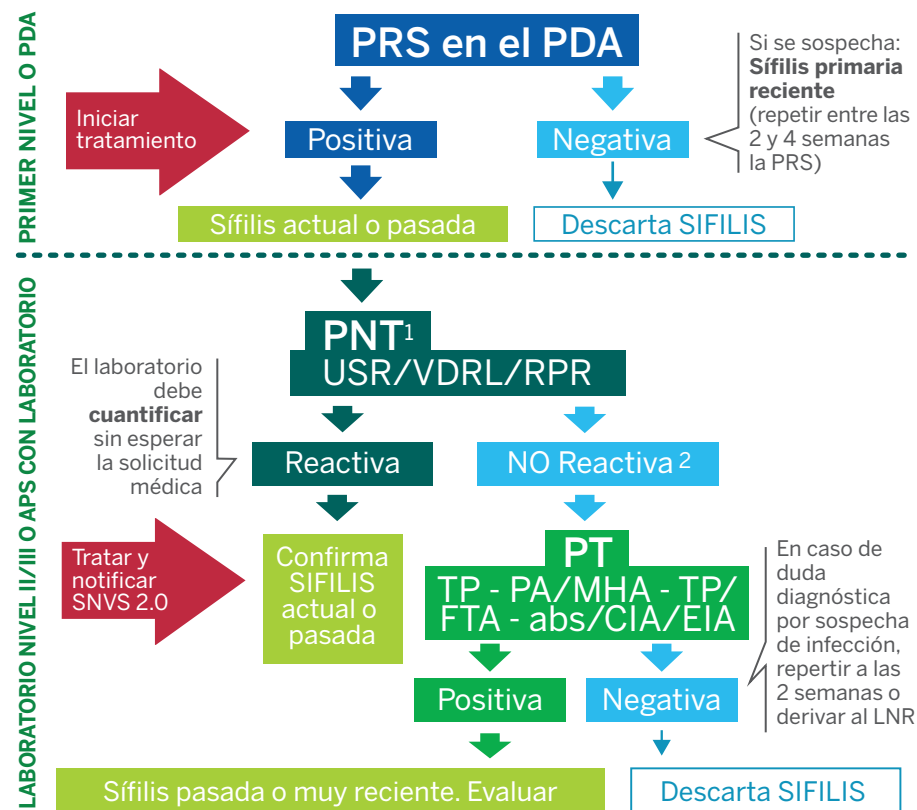 PRIMER NIVEL O PDA
PRS en el PDA
Iniciar
tratamiento
Positiva
Negativa
Si se sospecha:
Sífilis primaria
reciente
(repetir entre las
2 y 4 semanas
la PRS)
Sífilis actual o pasada
Descarta SIFILIS
LABORATORIO NIVEL II/III O APS CON LABORATORIO
PNT1
USR/VDRL/RPR
El laboratorio
debe
cuantificar
sin esperar
la solicitud
médica
Reactiva
NO Reactiva 2
Tratar y
notificar
SNVS 2.0
Confirma
SIFILIS
actual o
pasada
PT
TP - PA/MHA - TP/
FTA - abs/CIA/EIA
En caso de
duda
diagnóstica
por sospecha
de infección,
repertir a las
2 semanas o
derivar al LNR
Positiva
Negativa
Sífilis pasada o muy reciente. Evaluar
Descarta SIFILIS